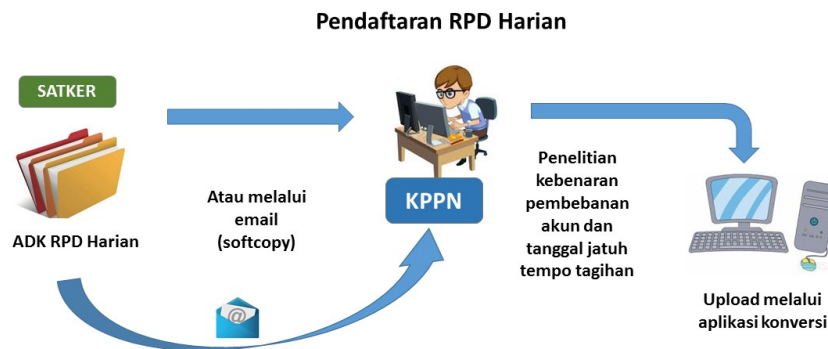 Pendaftaran RPD Harian
SATKER
ADK RPD Harian
Atau melalui
email
(softcopy)
@
KPPN
Penelitian
kebenaran
pembebanan
akun dan
tanggal jatuh
tempo tagihan
Upload melalui
aplikasi konversi